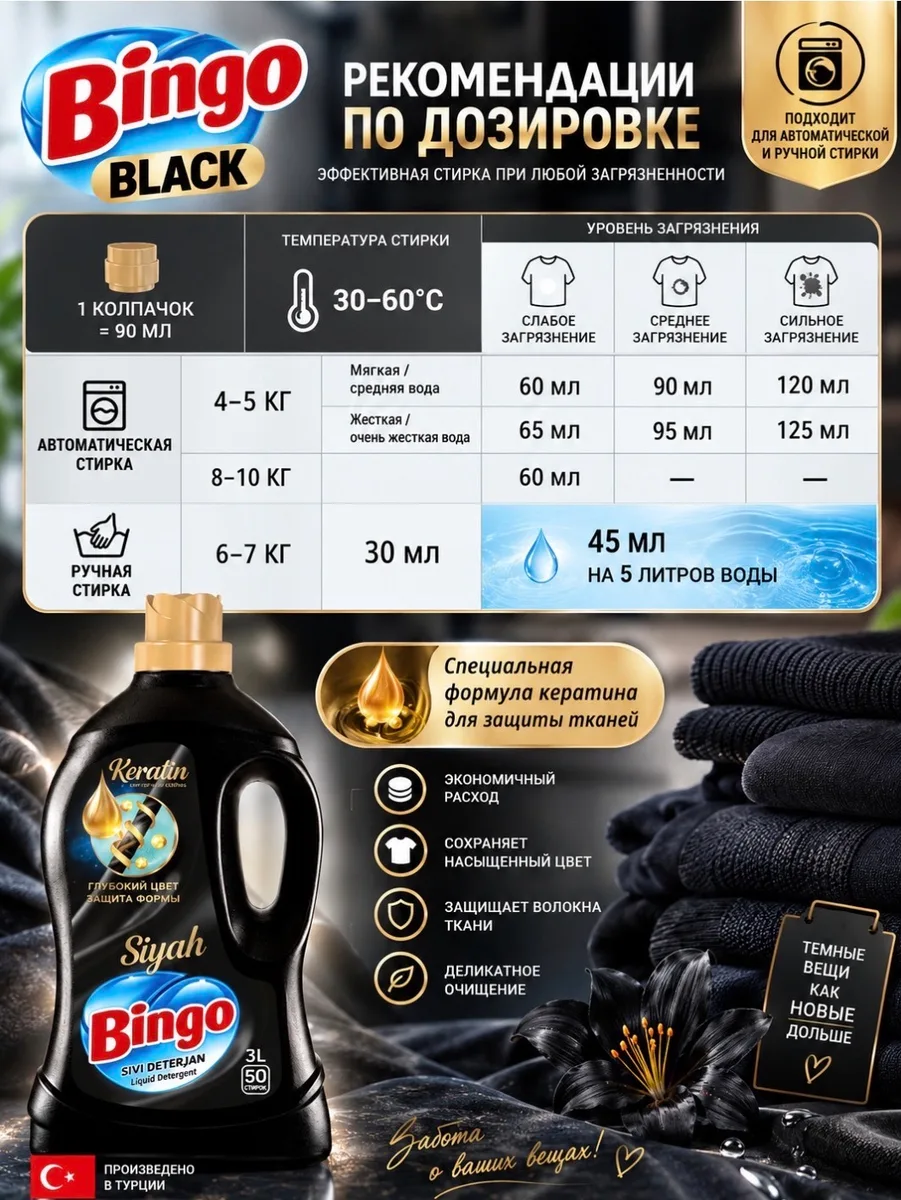 Bingo
BLACK
РЕКОМЕНДАЦИИ
ПО ДОЗИРОВКЕ
ЭФФЕКТИВНАЯ СТИРКА ПРИ ЛЮБОЙ ЗАГРЯЗНЕННОСТИ
ПОДХОДИТ
ДЛЯ АВТОМАТИЧЕСКОЙ
И РУЧНОЙ СТИРКИ
1 КОЛПАЧОК
= 90 МЛ
ТЕМПЕРАТУРА СТИРКИ
30–60°C
УРОВЕНЬ ЗАГРЯЗНЕНИЯ
СЛАБОЕ
ЗАГРЯЗНЕНИЕ
СРЕДНЕЕ
ЗАГРЯЗНЕНИЕ
СИЛЬНОЕ
ЗАГРЯЗНЕНИЕ
АВТОМАТИЧЕСКАЯ
СТИРКА
4–5 КГ
Мягкая /
средняя вода
60 мл
90 мл
120 мл
Жесткая /
очень жесткая вода
65 мл
95 мл
125 мл
8–10 КГ
60 мл
—
—
РУЧНАЯ
СТИРКА
6–7 КГ
30 мл
45 МЛ
НА 5 ЛИТРОВ ВОДЫ
Специальная
формула кератина
для защиты тканей
ЭКОНОМИЧНЫЙ
РАСХОД
СОХРАНЯЕТ
НАСЫЩЕННЫЙ ЦВЕТ
ЗАЩИЩАЕТ ВОЛОКНА
ТКАНИ
ДЕЛИКАТНОЕ
ОЧИЩЕНИЕ
Keratin
ГЛУБОКИЙ ЦВЕТ
ЗАЩИТА ФОРМЫ
Siyah
Bingo
SIVI DETERJAN
Liquid Detergent
3L
50
СТИРОК
ТЕМНЫЕ
ВЕЩИ
КАК
НОВЫЕ
ДОЛЬШЕ
Забота
о ваших вещах!
ПРОИЗВЕДЕНО
В ТУРЦИИ